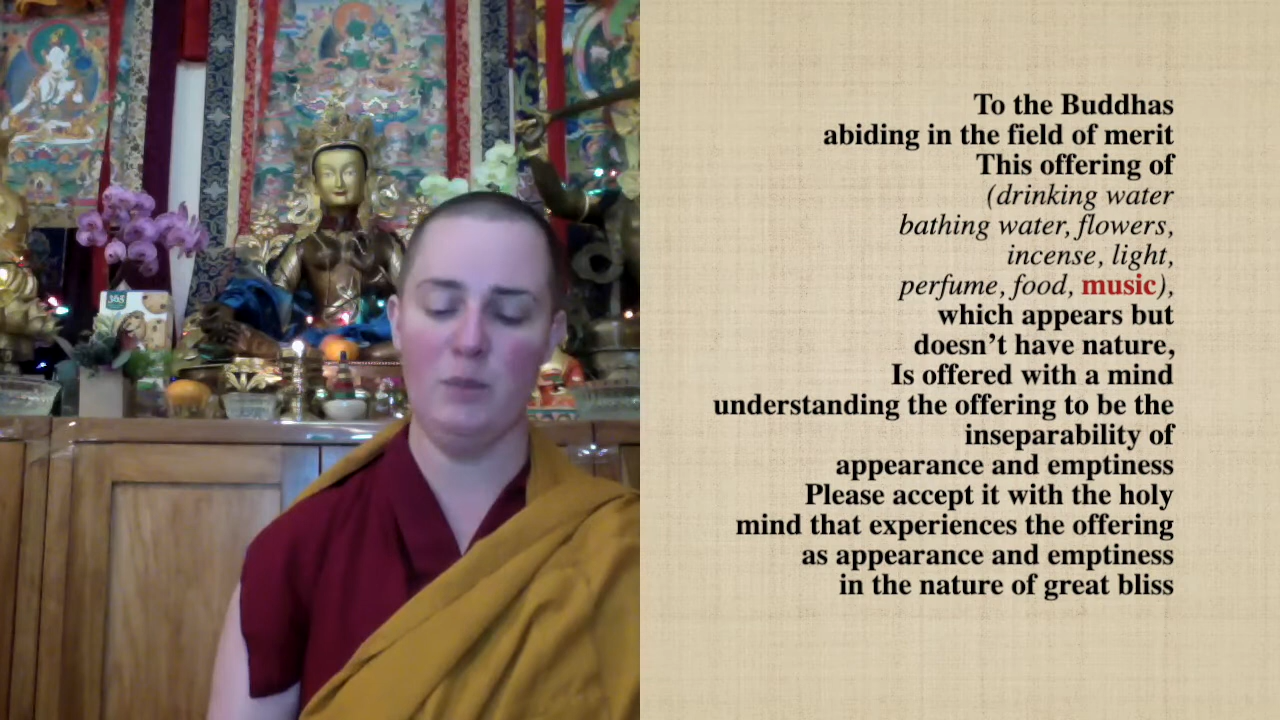 365
To the Buddhas
abiding in the field of merit
This offering of
(drinking water
bathing water, flowers,
incense, light,
perfume, food, music),
which appears but
doesn’t have nature,
Is offered with a mind
understanding the offering to be the
inseparability of
appearance and emptiness
Please accept it with the holy
mind that experiences the offering
as appearance and emptiness
in the nature of great bliss